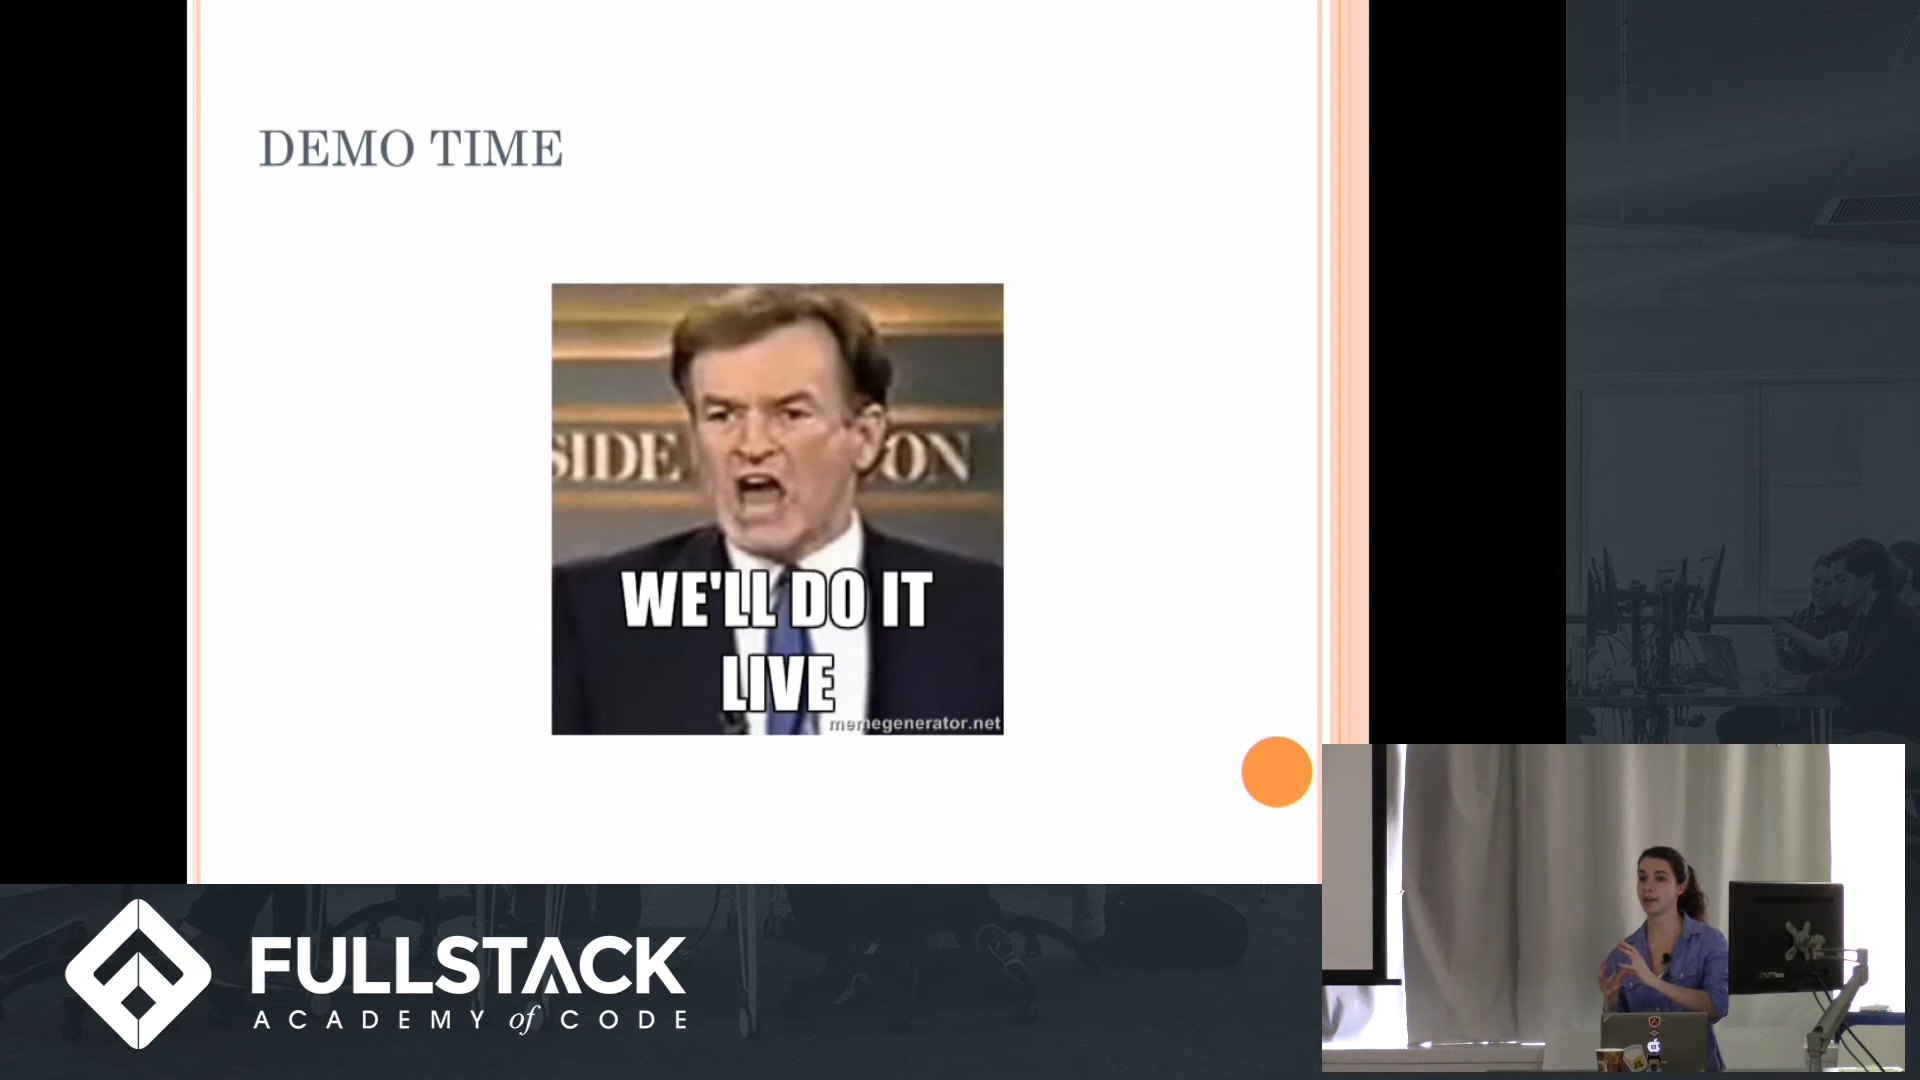 DEMO TIME
SIDE ON
WE'LL DO IT
LIVE
memegenerator.net
FULLSTACK
ACADEMY of CODE